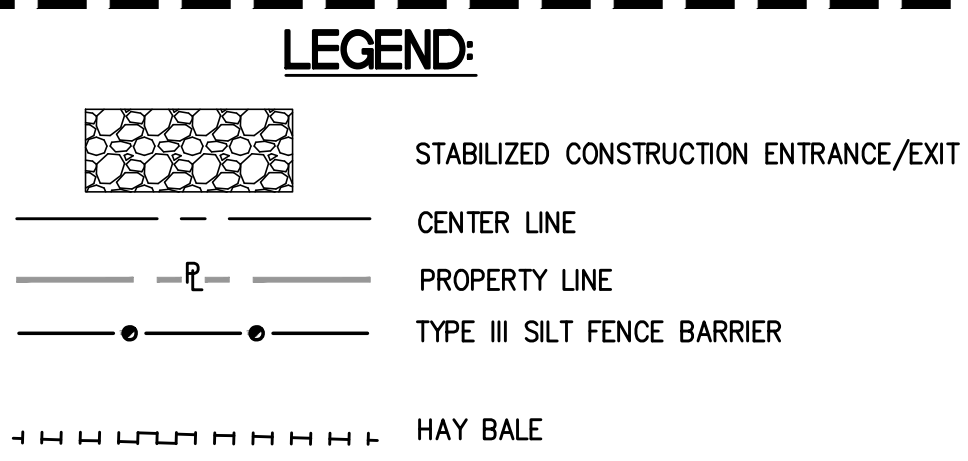 LEGEND:
STABILIZED CONSTRUCTION ENTRANCE/EXIT
CENTER LINE
PL
PROPERTY LINE
TYPE III SILT FENCE BARRIER
HAY BALE